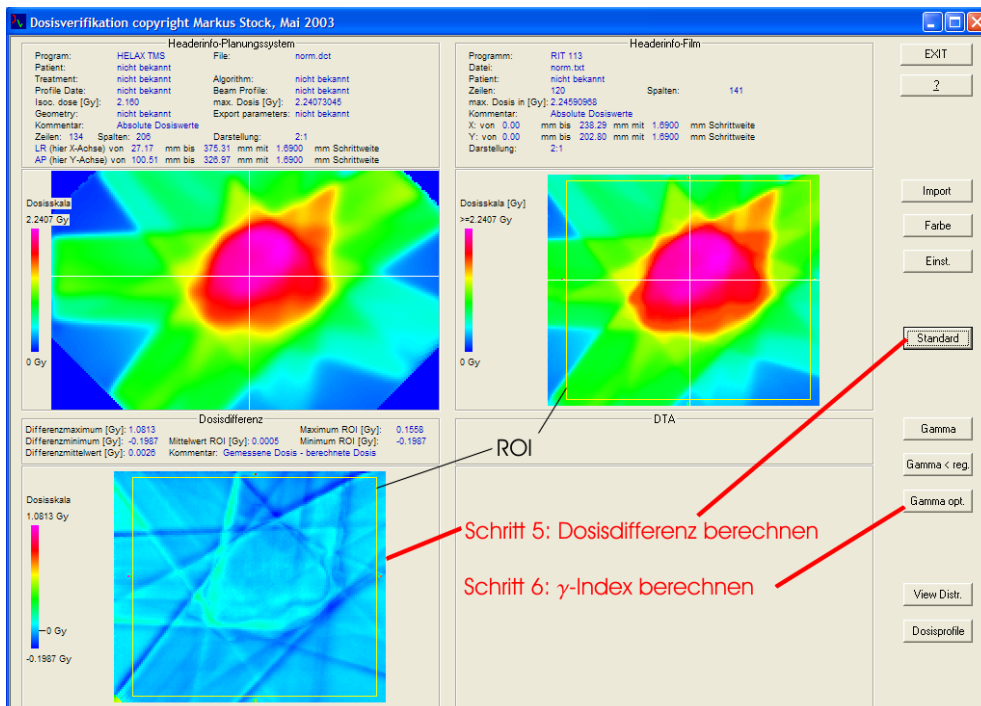 Dosisverifikation copyright Markus Stock, Mai 2003
Headerinfo-Planungssystem
Program: HELAX TMS File: norm.dot
Patient: nicht bekannt
Treatment: nicht bekannt Algorithm: nicht bekannt
Profile Date: nicht bekannt Beam Profile: nicht bekannt
Isoc. dose [Gy]: 2.160 max. Dosis[Gy]: 2.24073045
Geometry: nicht bekannt Export parameters: nicht bekannt
Kommentar: Absolute Dosiswerte
Zeilen: 134 Spalten: 206 Darstellung: 2:1
LR (hier X-Achse) von 27.17 mm bis 375.31 mm mit 1.6900 mm Schrittweite
AP (hier Y-Achse) von 100.51 mm bis 326.97 mm mit 1.6900 mm Schrittweite
Headerinfo-Film
Programm: RIT 113
Datei: norm.txt
Patient: nicht bekannt
Zeilen: 120 Spalten: 141
max. Dosis in [Gy]: 2.24590968
Kommentar: Absolute Dosiswerte
X: von 0.00 mm bis 238.29 mm mit 1.6900 mm Schrittweite
Y: von 0.00 mm bis 202.80 mm mit 1.6900 mm Schrittweite
Darstellung: 2:1
EXIT
?
Dosisskala
2.2407 Gy
0 Gy
Dosisskala [Gy]
>=2.2407 Gy
0 Gy
Import
Farbe
Einst.
Standard
Dosisdifferenz
Differenzmaximum [Gy]: 1.0813 Maximum ROI [Gy]: 0.1558
Differenzminimum [Gy]: -0.1987 Mittelwert ROI [Gy]: 0.0005 Minimum ROI [Gy]: -0.1987
Differenzmittelwert [Gy]: 0.0026 Kommentar: Gemessene Dosis - berechnete Dosis
DTA
ROI
Gamma
Gamma < reg.
Gamma opt.
Dosisskala
1.0813 Gy
0 Gy
-0.1987 Gy
Schritt 5: Dosisdifferenz berechnen
Schritt 6: γ-Index berechnen
View Distr.
Dosisprofile